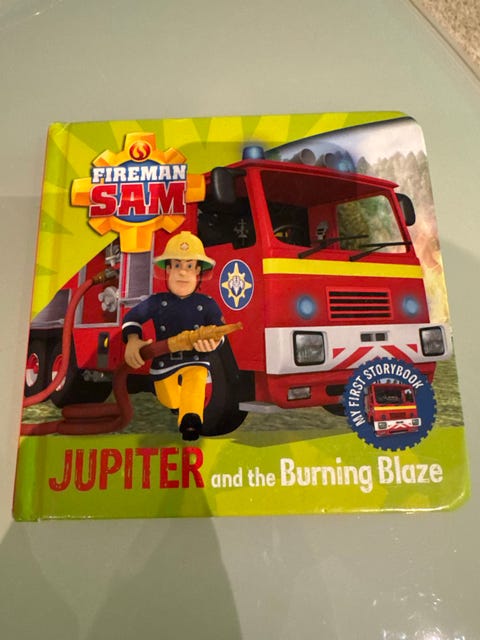 FIREMAN
SAM
MY FIRST STORYBOOK
JUPITER and the Burning Blaze